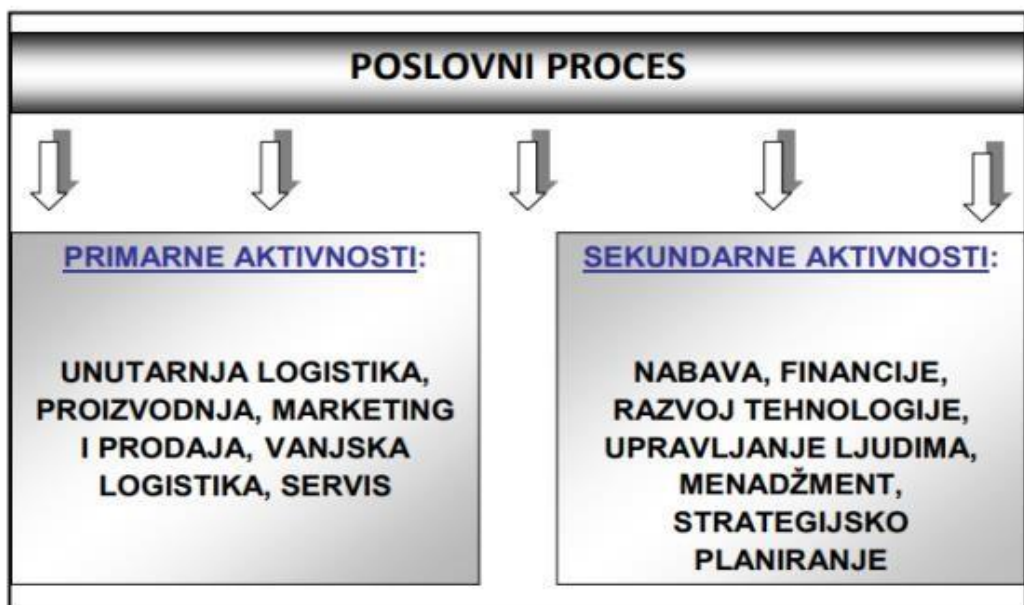 POSLOVNI PROCES
PRIMARNE AKTIVNOSTI:
UNUTARNJA LOGISTIKA,
PROIZVODNJA, MARKETING
I PRODAJA, VANJSKA
LOGISTIKA, SERVIS
SEKUNDARNE AKTIVNOSTI:
NABAVA, FINANCIJE,
RAZVOJ TEHNOLOGIJE,
UPRAVLJANJE LJUDIMA,
MENADŽMENT,
STRATEGIJSKO
PLANIRANJE